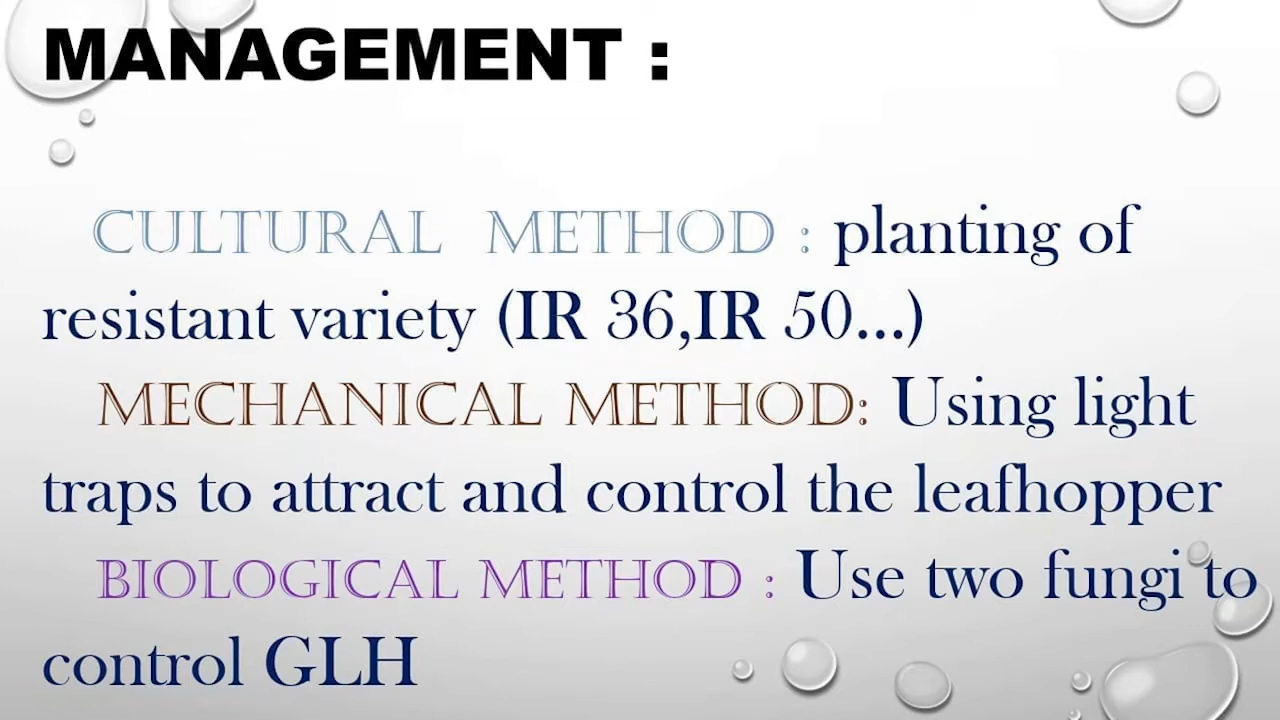 MANAGEMENT :
CULTURAL METHOD : planting of
resistant variety (IR 36,IR 50...)
MECHANICAL METHOD: Using light
traps to attract and control the leafhopper
BIOLOGICAL METHOD : Use two fungi to
control GLH